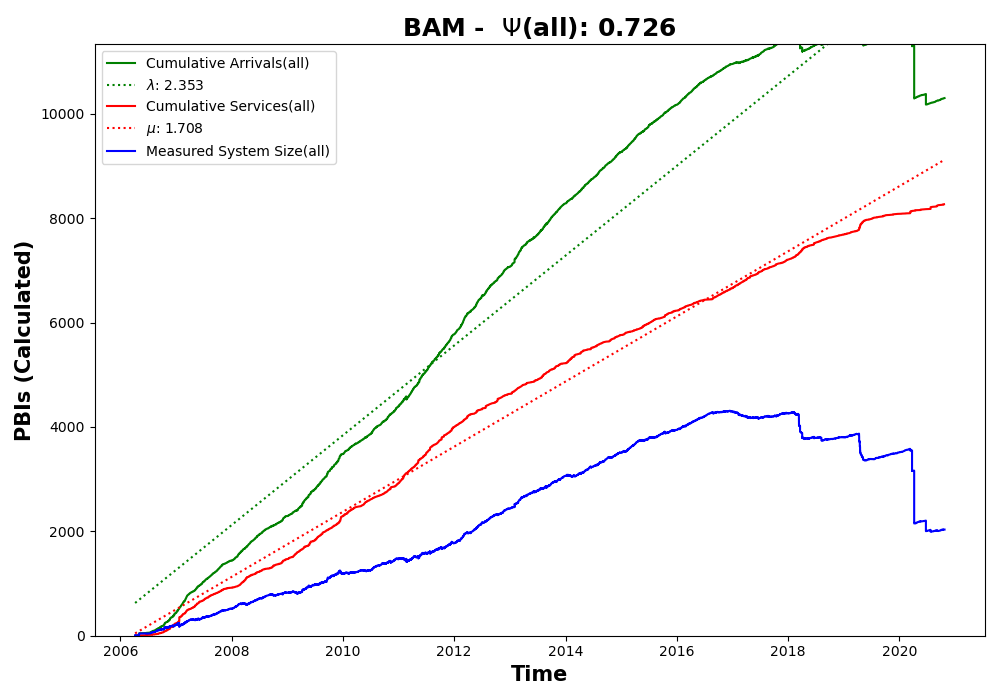 BAM - Ψ(all): 0.726
Cumulative Arrivals(all)
λ: 2.353
Cumulative Services(all)
μ: 1.708
Measured System Size(all)
PBIs (Calculated)
10000
8000
6000
4000
2000
0
2006 2008 2010 2012 2014 2016 2018 2020
Time